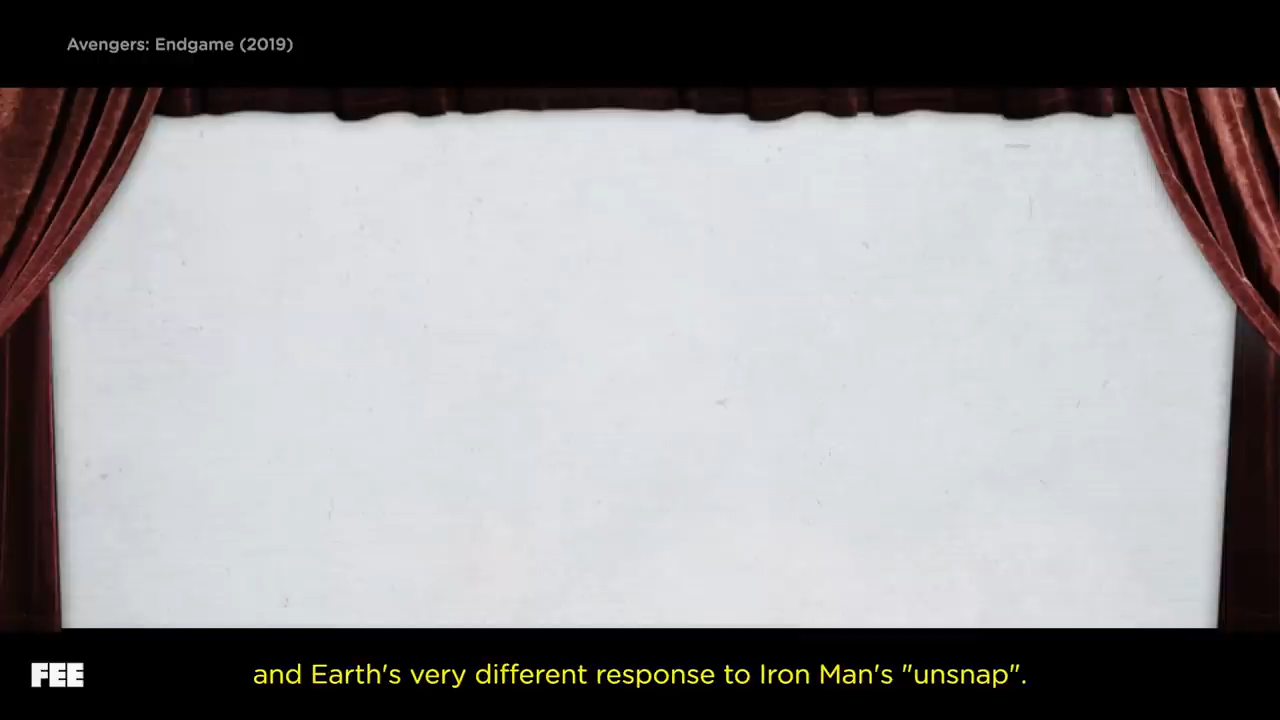 Avengers: Endgame (2019)
FEE
and Earth's very different response to Iron Man's "unsnap".